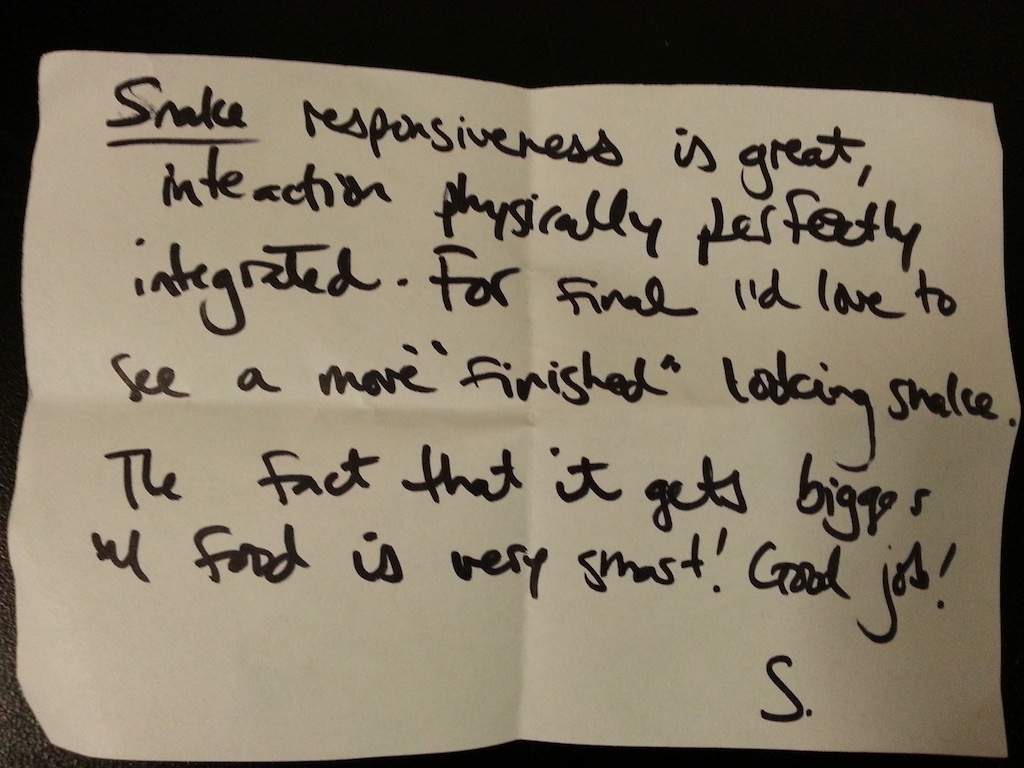 Snake responsiveness is great,
inteaction physically perfectly
integrated. For final I'd love to
see a more "finished" looking snake.
The fact that it gets bigger
w/ food is very smart! Good job!
S.